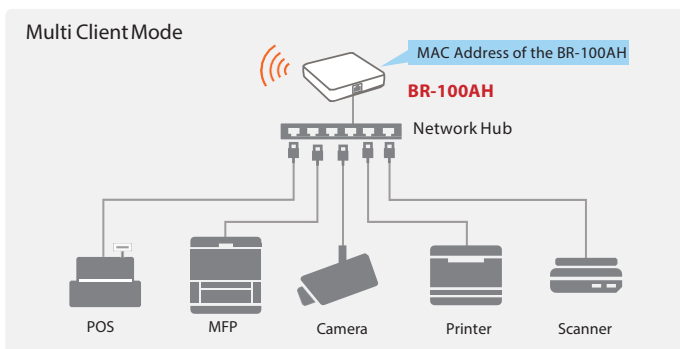 Multi Client Mode
MAC Address of the BR-100AH
BR-100AH
Network Hub
POS
MFP
Camera
Printer
Scanner